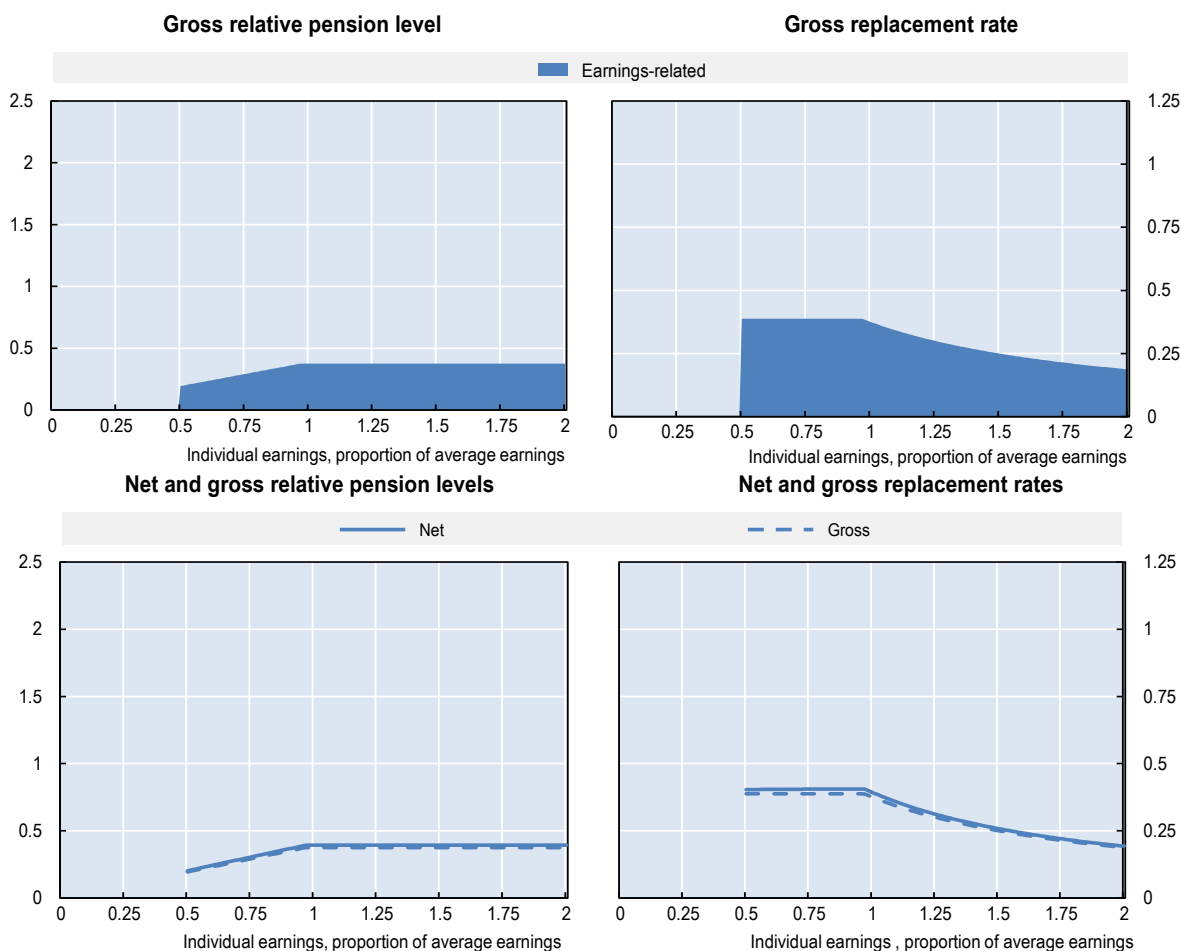 Gross relative pension level
Gross replacement rate
Earnings-related
2.5
2
1.5
1
0.5
0
0 0.25 0.5 0.75 1 1.25 1.5 1.75 2
Individual earnings, proportion of average earnings
1.25
1
0.75
0.5
0.25
0
0 0.25 0.5 0.75 1 1.25 1.5 1.75 2
Individual earnings, proportion of average earnings
Net and gross relative pension levels
Net and gross replacement rates
Net
Gross
2.5
2
1.5
1
0.5
0
0 0.25 0.5 0.75 1 1.25 1.5 1.75 2
Individual earnings, proportion of average earnings
1.25
1
0.75
0.5
0.25
0
0 0.25 0.5 0.75 1 1.25 1.5 1.75 2
Individual earnings , proportion of average earnings